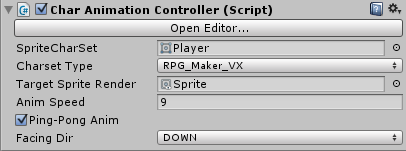 Char Animation Controller (Script)
Open Editor...
SpriteCharSet Player
Charset Type RPG_Maker_VX
Target Sprite Render Sprite
Anim Speed 9
Ping-Pong Anim
Facing Dir DOWN